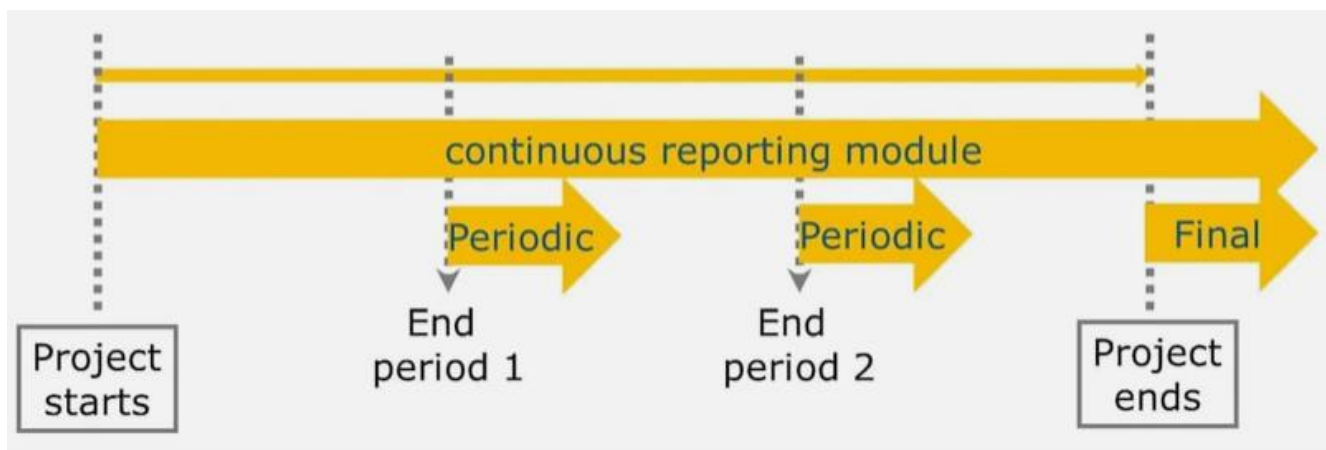 continuous reporting module
Periodic
Periodic
Final
End
period 1
End
period 2
Project
starts
Project
ends